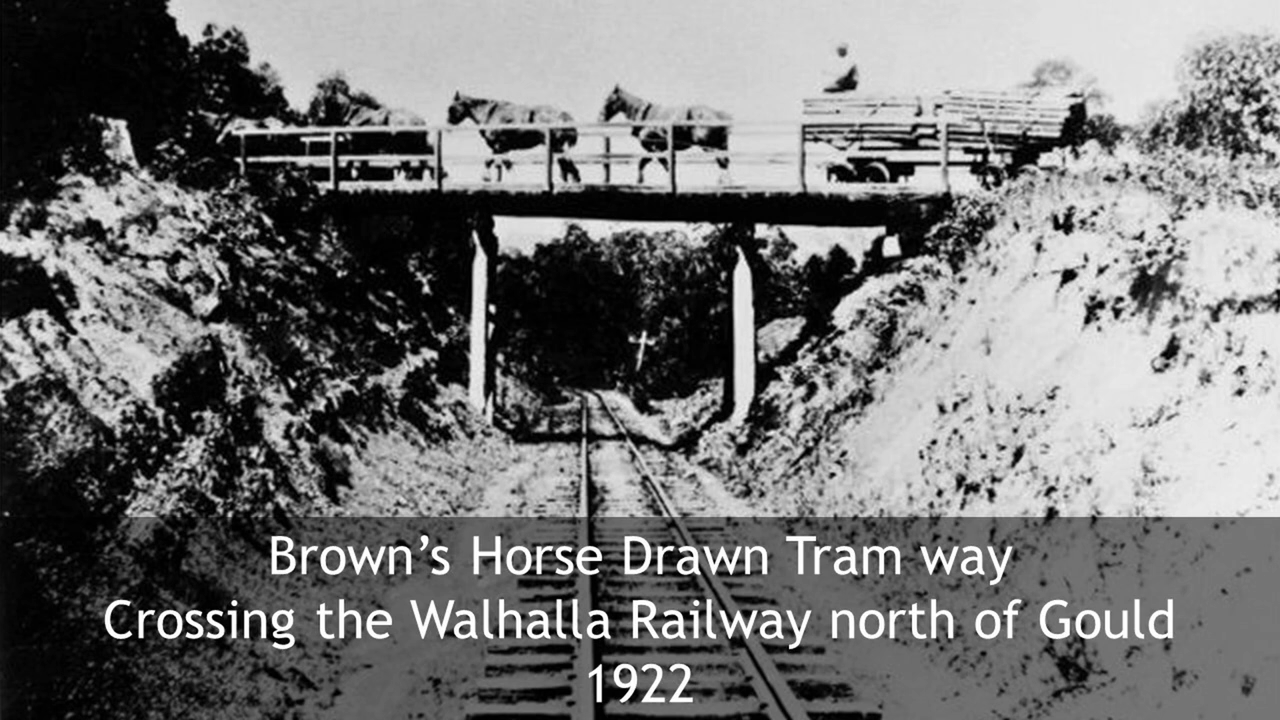 Brown’s Horse Drawn Tram way
Crossing the Walhalla Railway north of Gould
1922